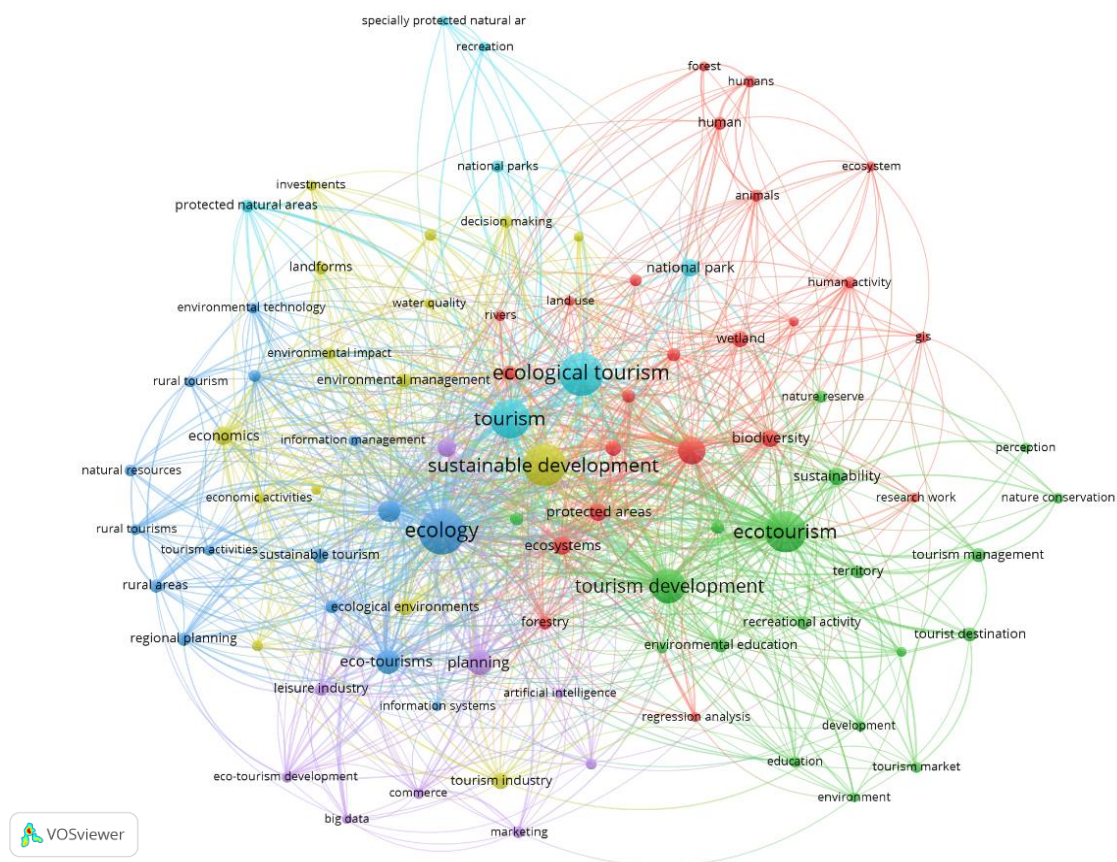 specially protected natural ar
recreation
forest
humans
human
national parks
ecosystem
investments
animals
protected natural areas
decision making
landforms
national park
human activity
environmental technology
water quality
land use
rivers
wetland
gis
environmental impact
ecological tourism
rural tourism
environmental management
nature reserve
tourism
economics
information management
biodiversity
perception
natural resources
sustainable development
sustainability
economic activities
research work
nature conservation
protected areas
rural tourisms
ecology
ecotourism
tourism activities
sustainable tourism
ecosystems
tourism management
rural areas
tourism development
territory
ecological environments
forestry
recreational activity
regional planning
environmental education
tourist destination
eco-tourisms
planning
leisure industry
artificial intelligence
information systems
regression analysis
development
education
tourism market
eco-tourism development
tourism industry
commerce
environment
big data
marketing
VOSviewer